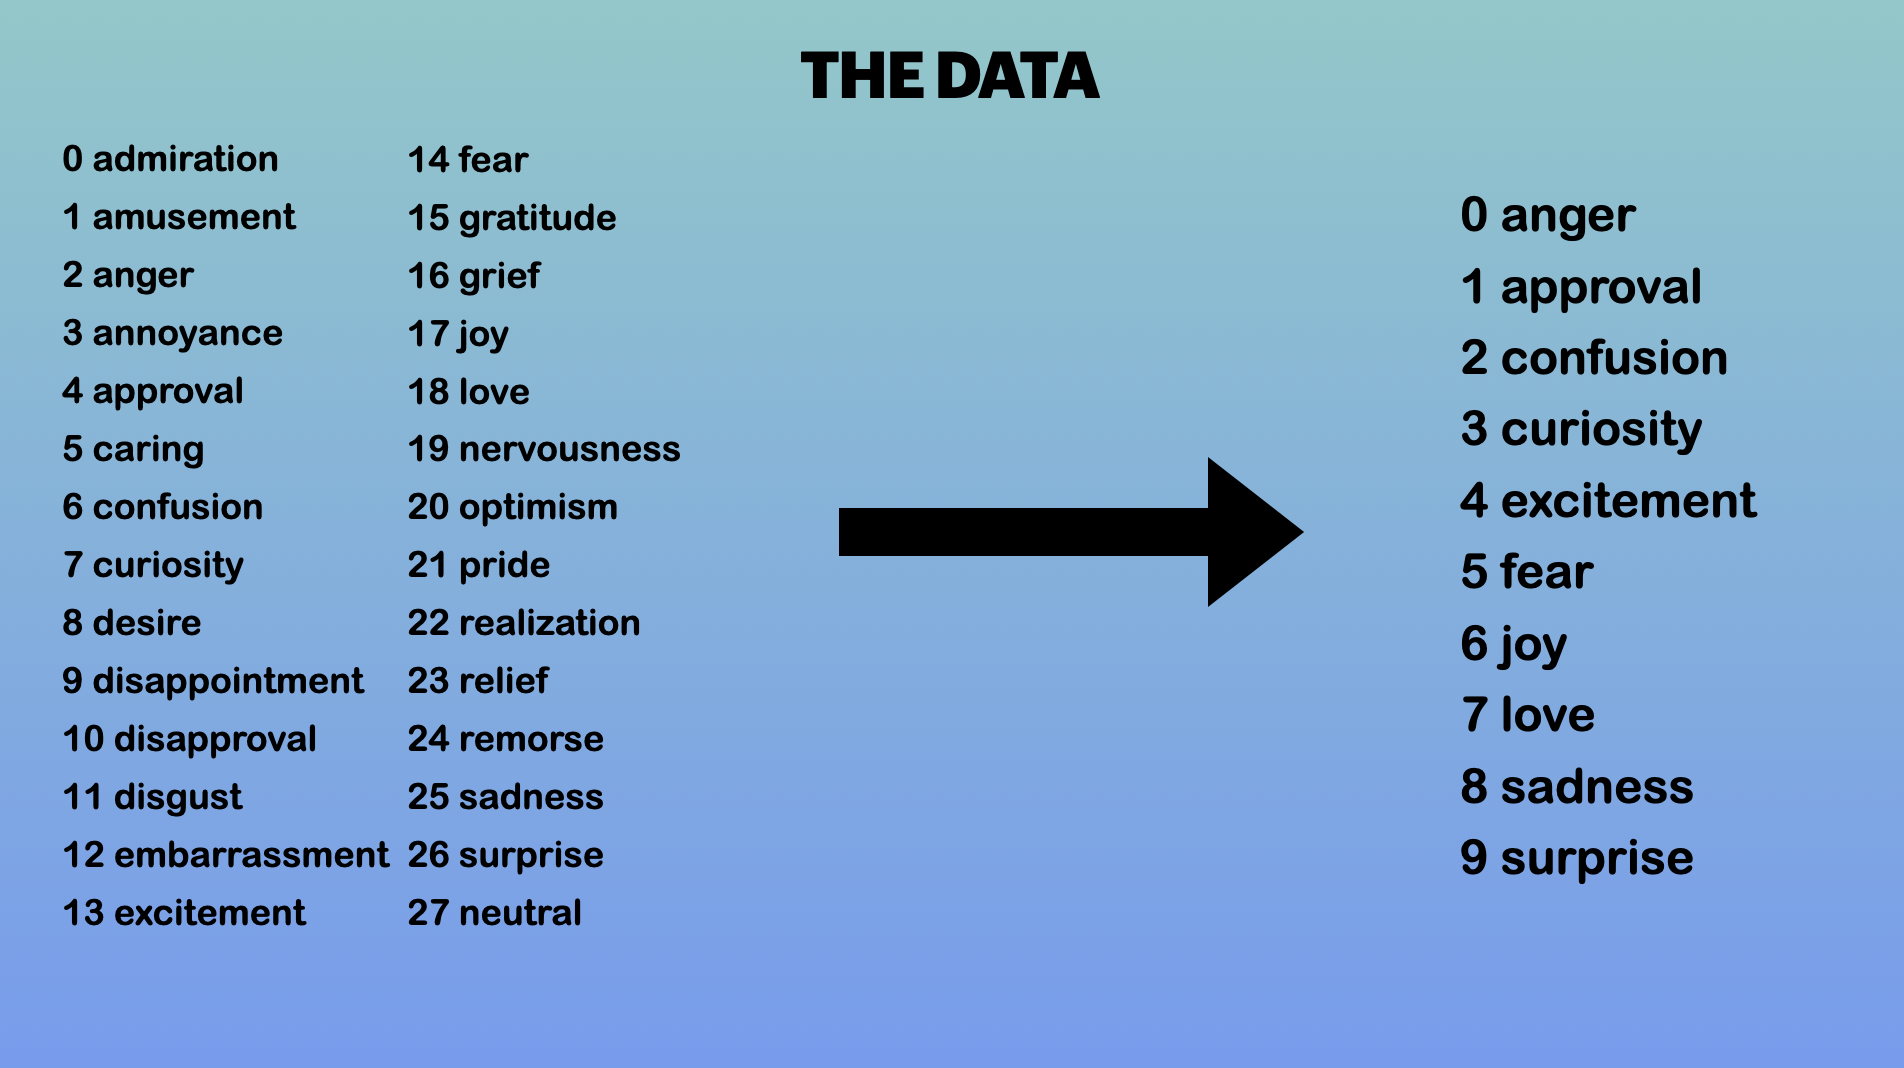 THE DATA
0 admiration
1 amusement
2 anger
3 annoyance
4 approval
5 caring
6 confusion
7 curiosity
8 desire
9 disappointment
10 disapproval
11 disgust
12 embarrassment
13 excitement
14 fear
15 gratitude
16 grief
17 joy
18 love
19 nervousness
20 optimism
21 pride
22 realization
23 relief
24 remorse
25 sadness
26 surprise
27 neutral
0 anger
1 approval
2 confusion
3 curiosity
4 excitement
5 fear
6 joy
7 love
8 sadness
9 surprise